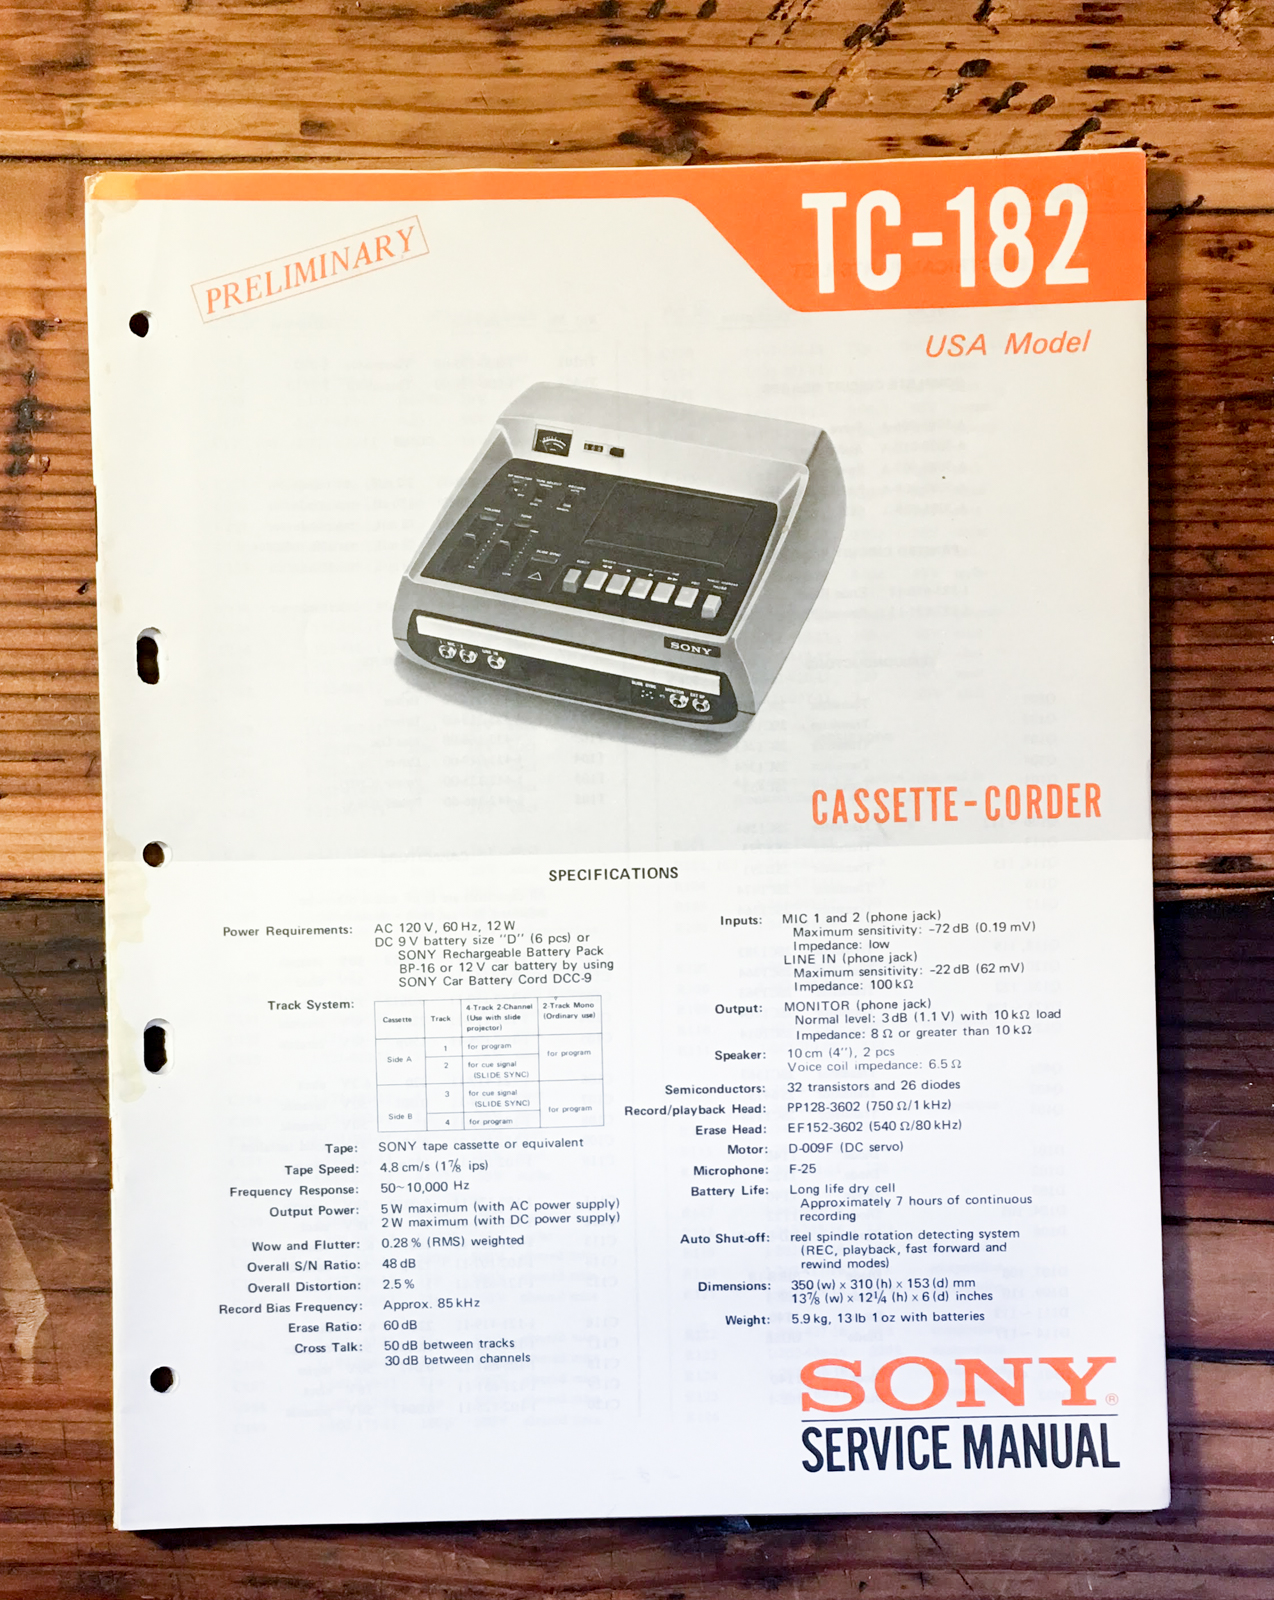 TC-182
PRELIMINARY
USA Model
SONY
CASSETTE-CORDER
SPECIFICATIONS
Power Requirements: AC 120 V, 60 Hz, 12 W
DC 9 V battery size "D" (6 pcs) or
SONY Rechargeable Battery Pack
BP-16 or 12 V car battery by using
SONY Car Battery Cord DCC-9
Track System:
Cassette Track 4-Track 2-Channel (Use with slide projector) 2-Track Mono (Ordinary use)
Side A 1 for program for program
2 for cue signal (SLIDE SYNC)
Side B 3 for cue signal (SLIDE SYNC) for program
4 for program
Tape: SONY tape cassette or equivalent
Tape Speed: 4.8 cm/s (1⅞ ips)
Frequency Response: 50~10,000 Hz
Output Power: 5 W maximum (with AC power supply)
2 W maximum (with DC power supply)
Wow and Flutter: 0.28 % (RMS) weighted
Overall S/N Ratio: 48 dB
Overall Distortion: 2.5 %
Record Bias Frequency: Approx. 85 kHz
Erase Ratio: 60 dB
Cross Talk: 50 dB between tracks
30 dB between channels
Inputs: MIC 1 and 2 (phone jack)
Maximum sensitivity: -72 dB (0.19 mV)
Impedance: low
LINE IN (phone jack)
Maximum sensitivity: -22 dB (62 mV)
Impedance: 100 kΩ
Output: MONITOR (phone jack)
Normal level: 3 dB (1.1 V) with 10 kΩ load
Impedance: 8 Ω or greater than 10 kΩ
Speaker: 10 cm (4"), 2 pcs
Voice coil impedance: 6.5 Ω
Semiconductors: 32 transistors and 26 diodes
Record/playback Head: PP128-3602 (750 Ω/1 kHz)
Erase Head: EF152-3602 (540 Ω/80 kHz)
Motor: D-009F (DC servo)
Microphone: F-25
Battery Life: Long life dry cell
Approximately 7 hours of continuous
recording
Auto Shut-off: reel spindle rotation detecting system
(REC, playback, fast forward and
rewind modes)
Dimensions: 350 (w) x 310 (h) x 153 (d) mm
13⅞ (w) x 12¼ (h) x 6 (d) inches
Weight: 5.9 kg, 13 lb 1 oz with batteries
SONY®
SERVICE MANUAL